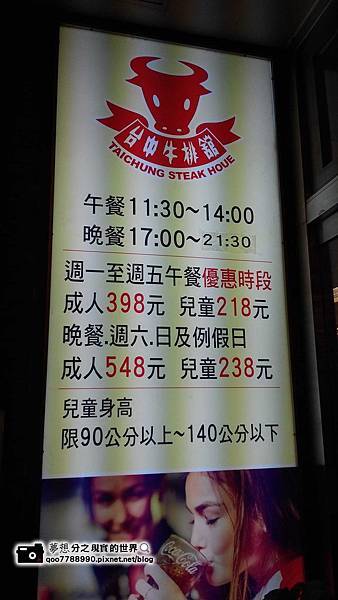 台中牛排館
TAICHUNG STEAK HOUE
午餐11:30~14:00
晚餐17:00~21:30
週一至週五午餐優惠時段
成人398元 兒童218元
晚餐.週六.日及例假日
成人548元 兒童238元
兒童身高
限90公分以上~140公分以下
Coca-Cola
夢想分之現實的世界
qoo7788990.pixnet.net/blog